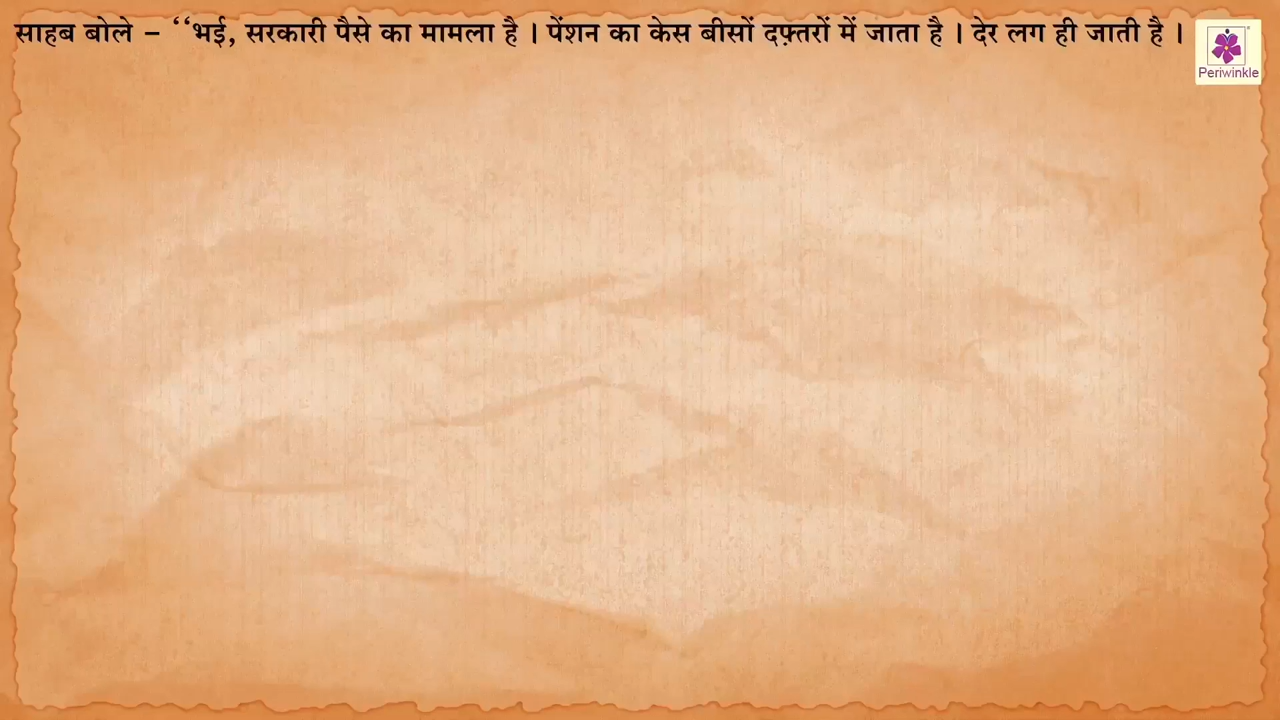 साहब बोले – ‘‘भई, सरकारी पैसे का मामला है । पेंशन का केस बीसों दफ़्तरों में जाता है । देर लग ही जाती है ।
Periwinkle